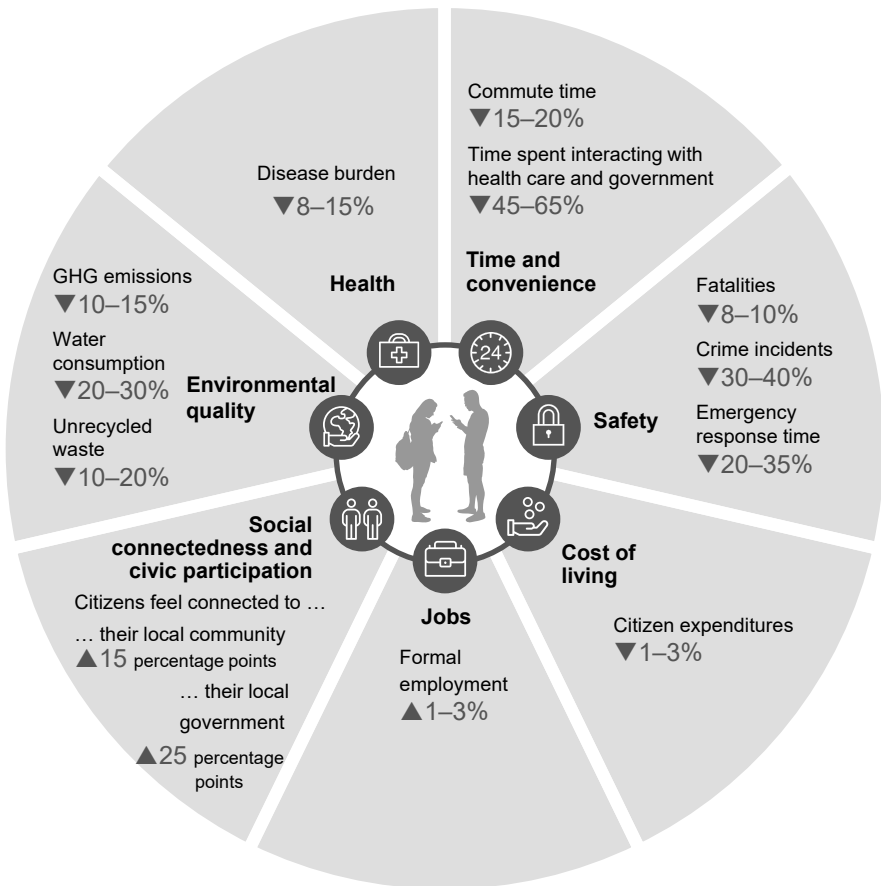 Commute time
▼15–20%
Time spent interacting with
health care and government
▼45–65%
Time and
convenience
24
Fatalities
▼8–10%
Crime incidents
▼30–40%
Emergency
response time
▼20–35%
Safety
Cost of
living
Citizen expenditures
▼1–3%
Jobs
Formal
employment
▲1–3%
Social
connectedness and
civic participation
Citizens feel connected to …
… their local community
▲15 percentage points
… their local
government
▲25 percentage
points
Environmental
quality
GHG emissions
▼10–15%
Water
consumption
▼20–30%
Unrecycled
waste
▼10–20%
Disease burden
▼8–15%
Health